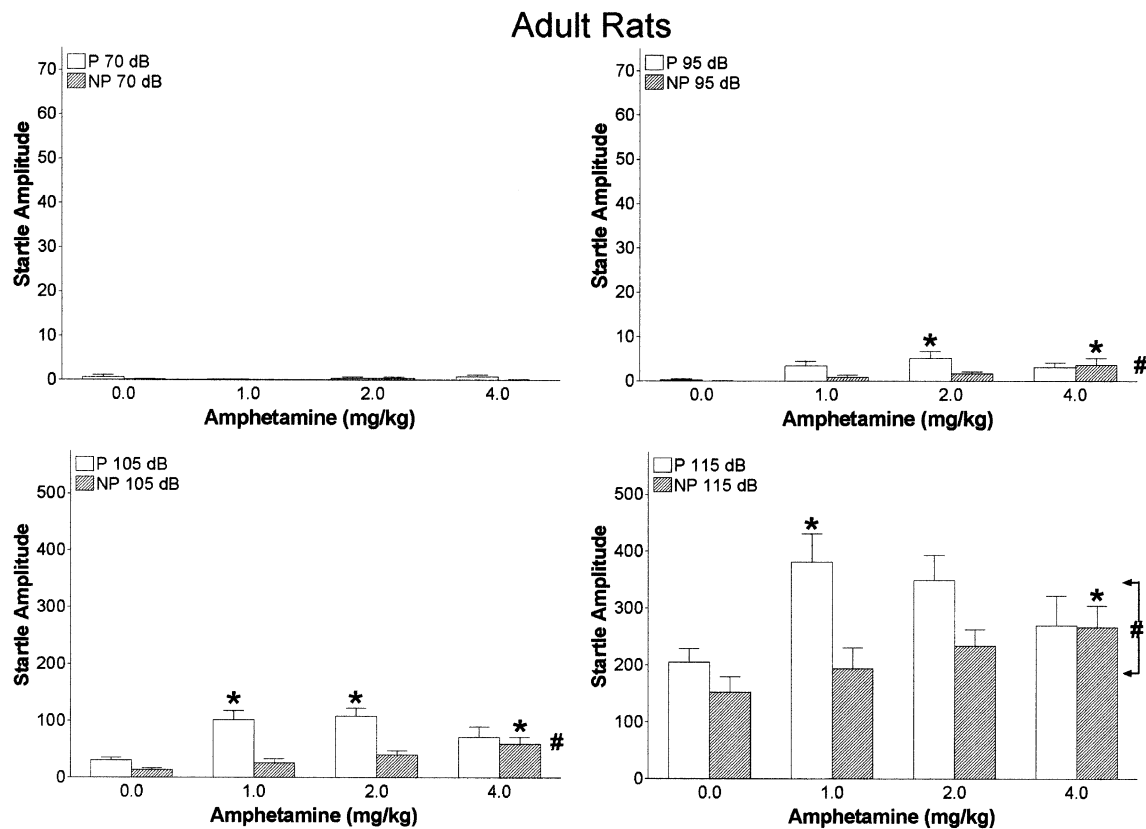 Adult Rats
P 70 dB
NP 70 dB
70
60
50
40
30
20
10
0
Startle Amplitude
0.0 1.0 2.0 4.0
Amphetamine (mg/kg)
P 95 dB
NP 95 dB
70
60
50
40
30
20
10
0
Startle Amplitude
* * #
0.0 1.0 2.0 4.0
Amphetamine (mg/kg)
P 105 dB
NP 105 dB
500
400
300
200
100
0
Startle Amplitude
* * * #
0.0 1.0 2.0 4.0
Amphetamine (mg/kg)
P 115 dB
NP 115 dB
500
400
300
200
100
0
Startle Amplitude
* * #
0.0 1.0 2.0 4.0
Amphetamine (mg/kg)